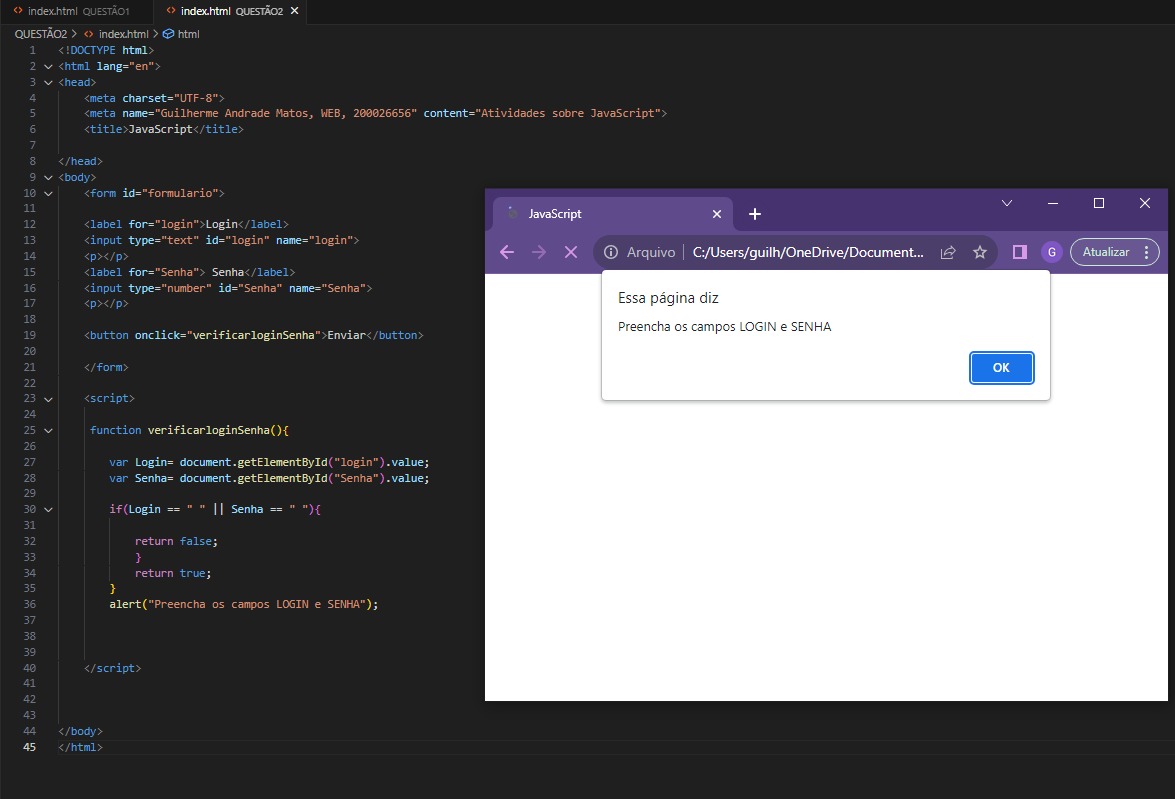 index.html QUESTÃO1
index.html QUESTÃO2
QUESTÃO2 > index.html > html
1 <!DOCTYPE html>
2 <html lang="en">
3 <head>
4 <meta charset="UTF-8">
5 <meta name="Guilherme Andrade Matos, WEB, 200026656" content="Atividades sobre JavaScript">
6 <title>JavaScript</title>
7
8 </head>
9 <body>
10 <form id="formulario">
11
12 <label for="login">Login</label>
13 <input type="text" id="login" name="login">
14 <p></p>
15 <label for="Senha"> Senha</label>
16 <input type="number" id="Senha" name="Senha">
17 <p></p>
18
19 <button onclick="verificarloginSenha">Enviar</button>
20
21 </form>
22
23 <script>
24
25 function verificarloginSenha(){
26
27 var Login= document.getElementById("login").value;
28 var Senha= document.getElementById("Senha").value;
29
30 if(Login == " " || Senha == " "){
31
32 return false;
33 }
34 return true;
35 }
36 alert("Preencha os campos LOGIN e SENHA");
37
38
39
40 </script>
41
42
43
44 </body>
45 </html>
JavaScript
Arquivo C:/Users/guilh/OneDrive/Document... G Atualizar
Essa página diz
Preencha os campos LOGIN e SENHA
OK